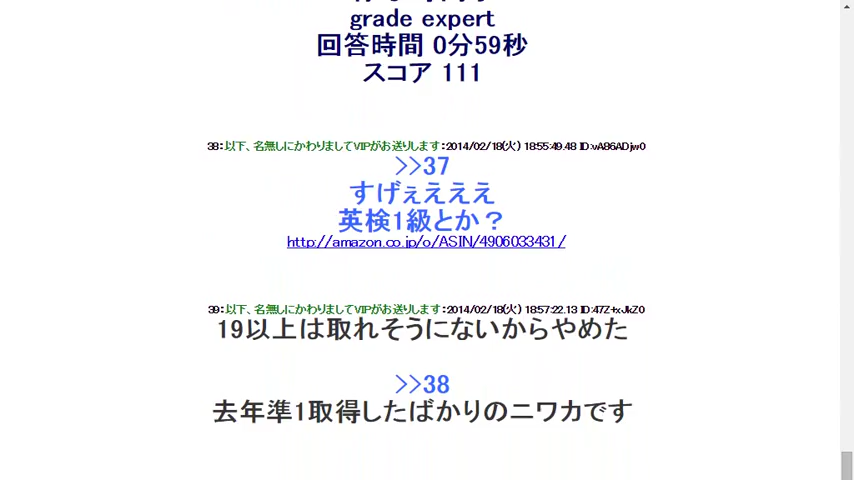 grade expert
回答時間 0分59秒
スコア 111
38：以下、名無しにかわりましてVIPがお送りします：2014/02/18(火) 18:55:49.48 ID:vA86ADjw0
>>37
すげぇえええ
英検1級とか？
http://amazon.co.jp/o/ASIN/4906033431/
39：以下、名無しにかわりましてVIPがお送りします：2014/02/18(火) 18:57:22.13 ID:47Z+xJkZ0
19以上は取れそうにないからやめた
>>38
去年準1取得したばかりのニワカです